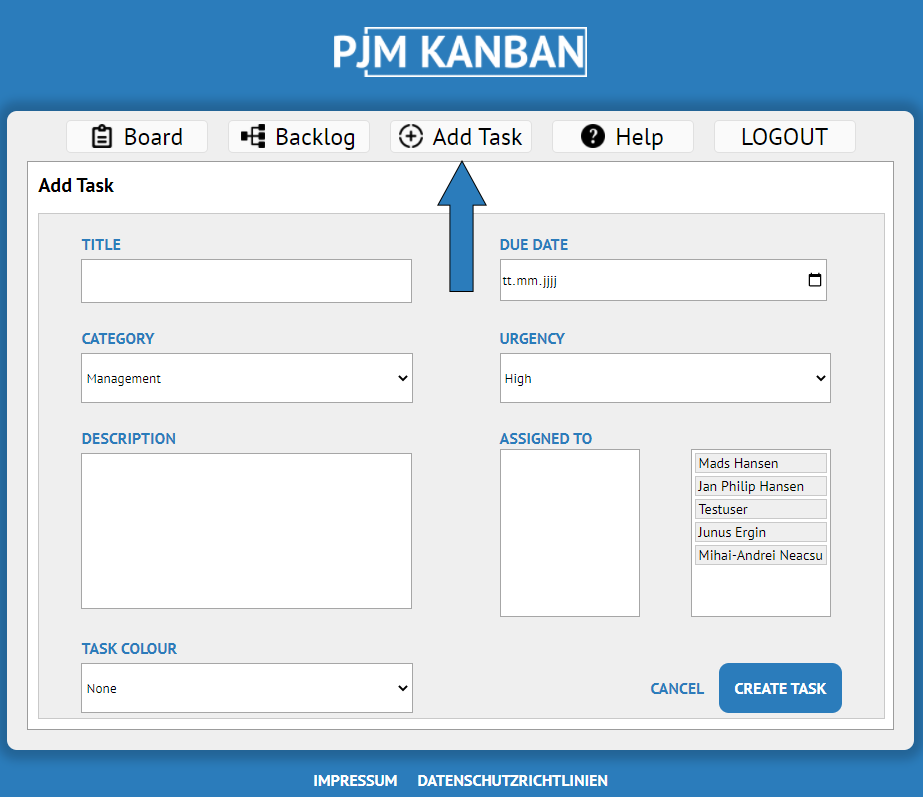 PJM KANBAN
Board
Backlog
Add Task
Help
LOGOUT
Add Task
TITLE
DUE DATE
tt.mm.jjjj
CATEGORY
URGENCY
Management
High
DESCRIPTION
ASSIGNED TO
Mads Hansen
Jan Philip Hansen
Testuser
Junus Ergin
Mihai-Andrei Neacsu
TASK COLOUR
None
CANCEL
CREATE TASK
IMPRESSUM
DATENSCHUTZRICHTLINIEN